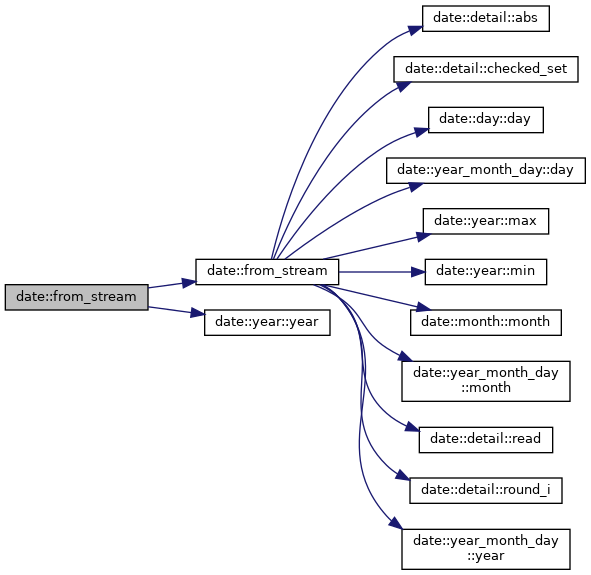 date::detail::abs
date::detail::checked_set
date::day::day
date::year_month_day::day
date::year::max
date::from_stream
date::year::min
date::from_stream
date::year::year
date::month::month
date::year_month_day
::month
date::detail::read
date::detail::round_i
date::year_month_day
::year